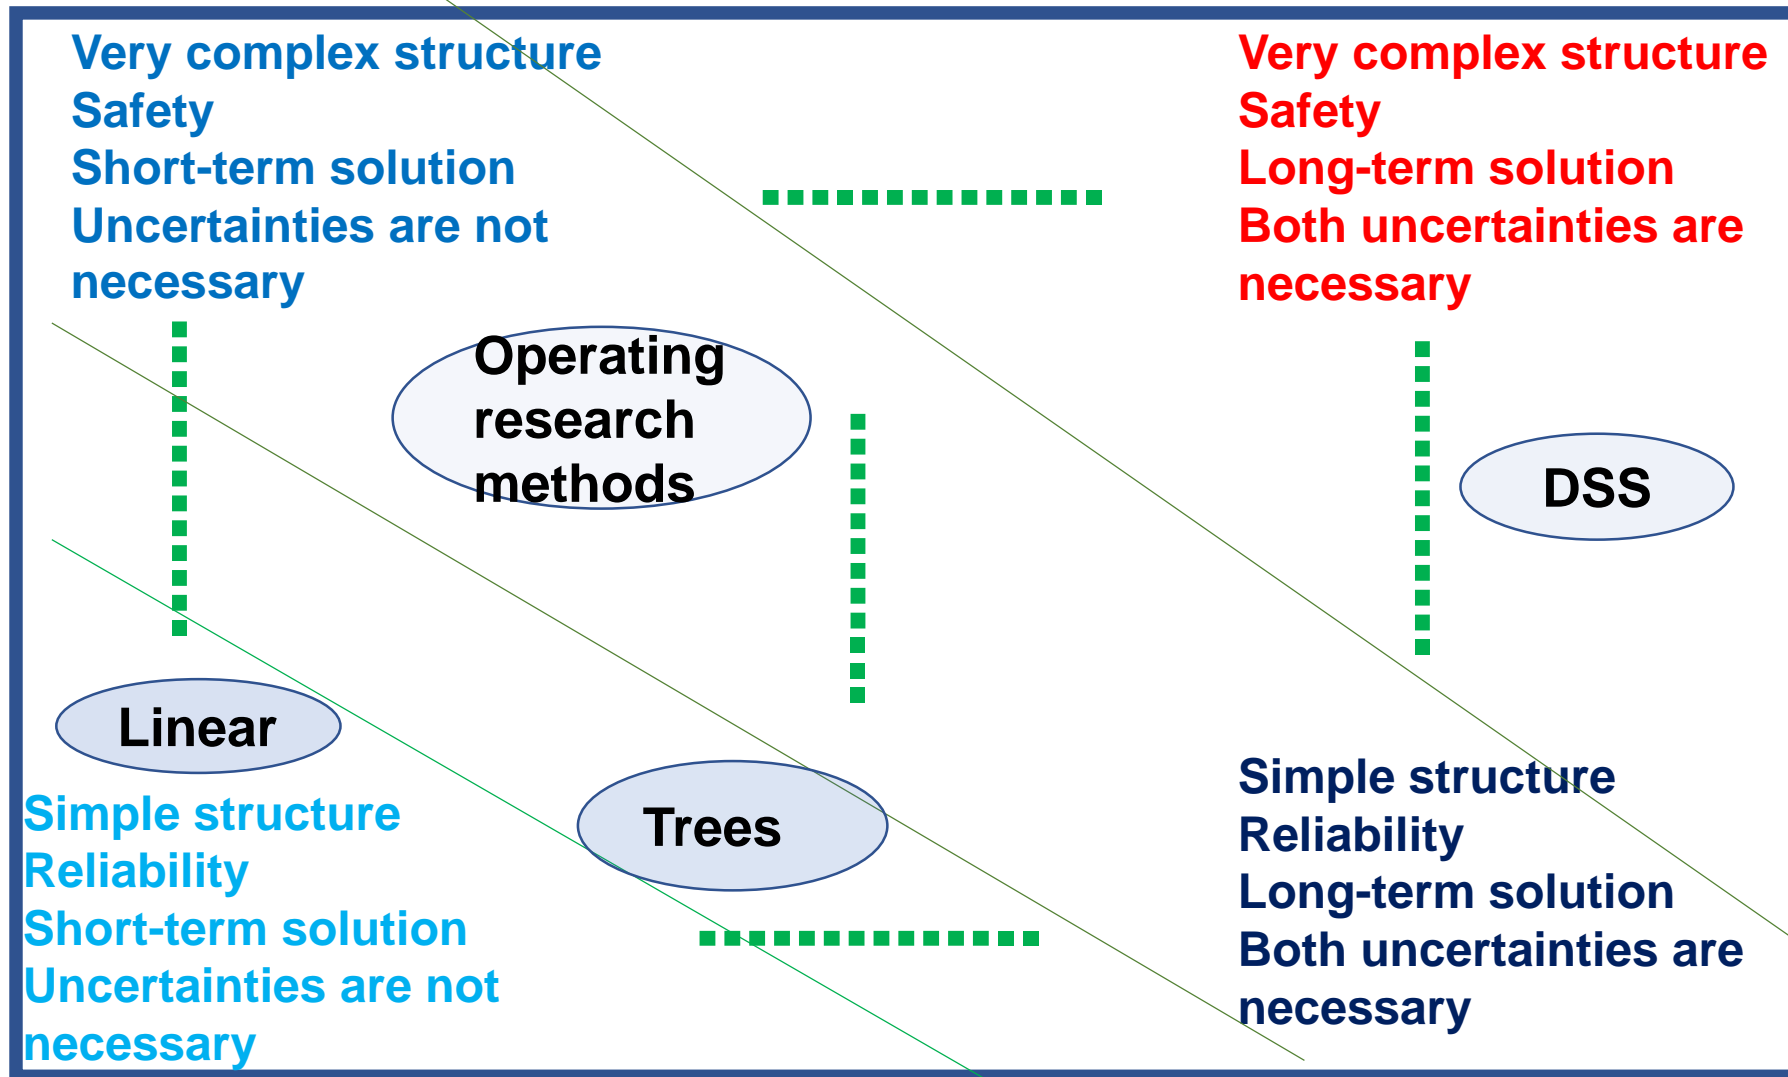 Very complex structure
Safety
Short-term solution
Uncertainties are not
necessary
Very complex structure
Safety
Long-term solution
Both uncertainties are
necessary
Operating
research
methods
DSS
Linear
Trees
Simple structure
Reliability
Short-term solution
Uncertainties are not
necessary
Simple structure
Reliability
Long-term solution
Both uncertainties are
necessary